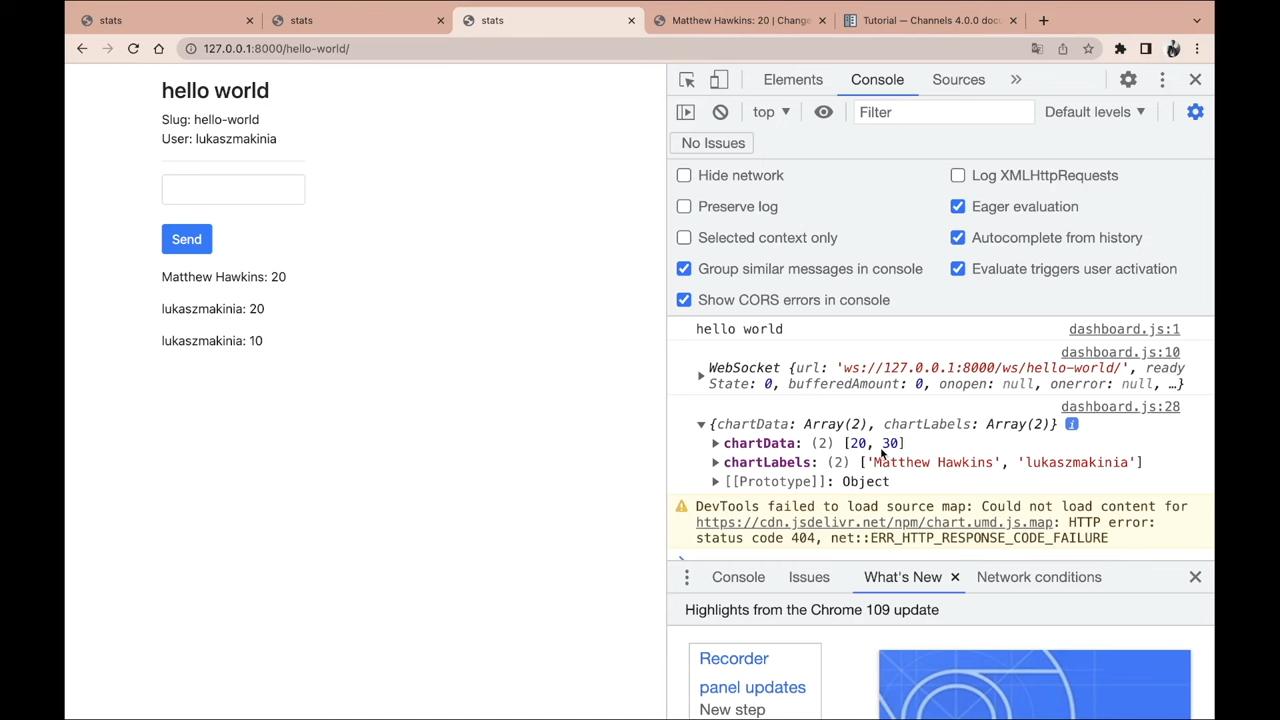 stats
stats
stats
Matthew Hawkins: 20 | Change
Tutorial — Channels 4.0.0 docu
127.0.0.1:8000/hello-world/
hello world
Slug: hello-world
User: lukaszmakinia
Send
Matthew Hawkins: 20
lukaszmakinia: 20
lukaszmakinia: 10
Elements
Console
Sources
top
Filter
Default levels
No Issues
Hide network
Log XMLHttpRequests
Preserve log
Eager evaluation
Selected context only
Autocomplete from history
Group similar messages in console
Evaluate triggers user activation
Show CORS errors in console
hello world
dashboard.js:1
dashboard.js:10
WebSocket {url: 'ws://127.0.0.1:8000/ws/hello-world/', ready
State: 0, bufferedAmount: 0, onopen: null, onerror: null, …}
dashboard.js:28
{chartData: Array(2), chartLabels: Array(2)}
chartData: (2) [20, 30]
chartLabels: (2) ['Matthew Hawkins', 'lukaszmakinia']
[[Prototype]]: Object
DevTools failed to load source map: Could not load content for
https://cdn.jsdelivr.net/npm/chart.umd.js.map: HTTP error:
status code 404, net::ERR_HTTP_RESPONSE_CODE_FAILURE
Console
Issues
What's New
Network conditions
Highlights from the Chrome 109 update
Recorder
panel updates
New step